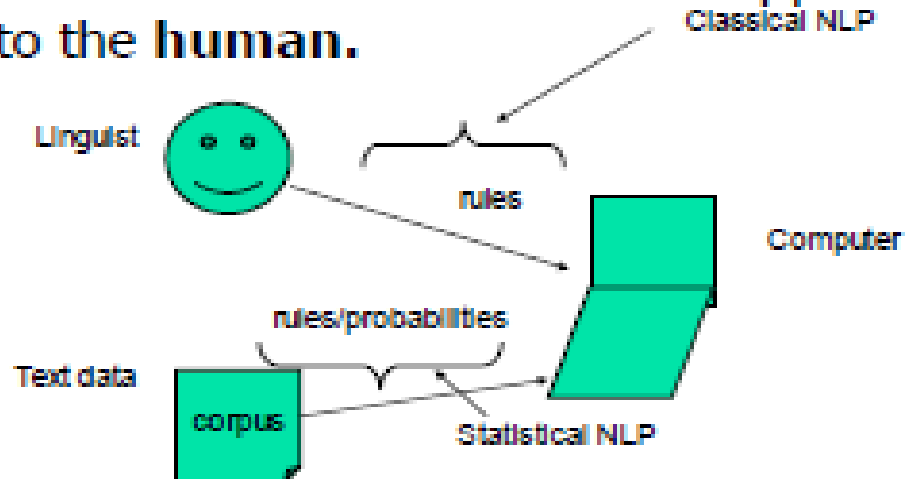 to the human.
Classical NLP
Linguist
rules
Computer
rules/probabilities
Text data
corpus
Statistical NLP